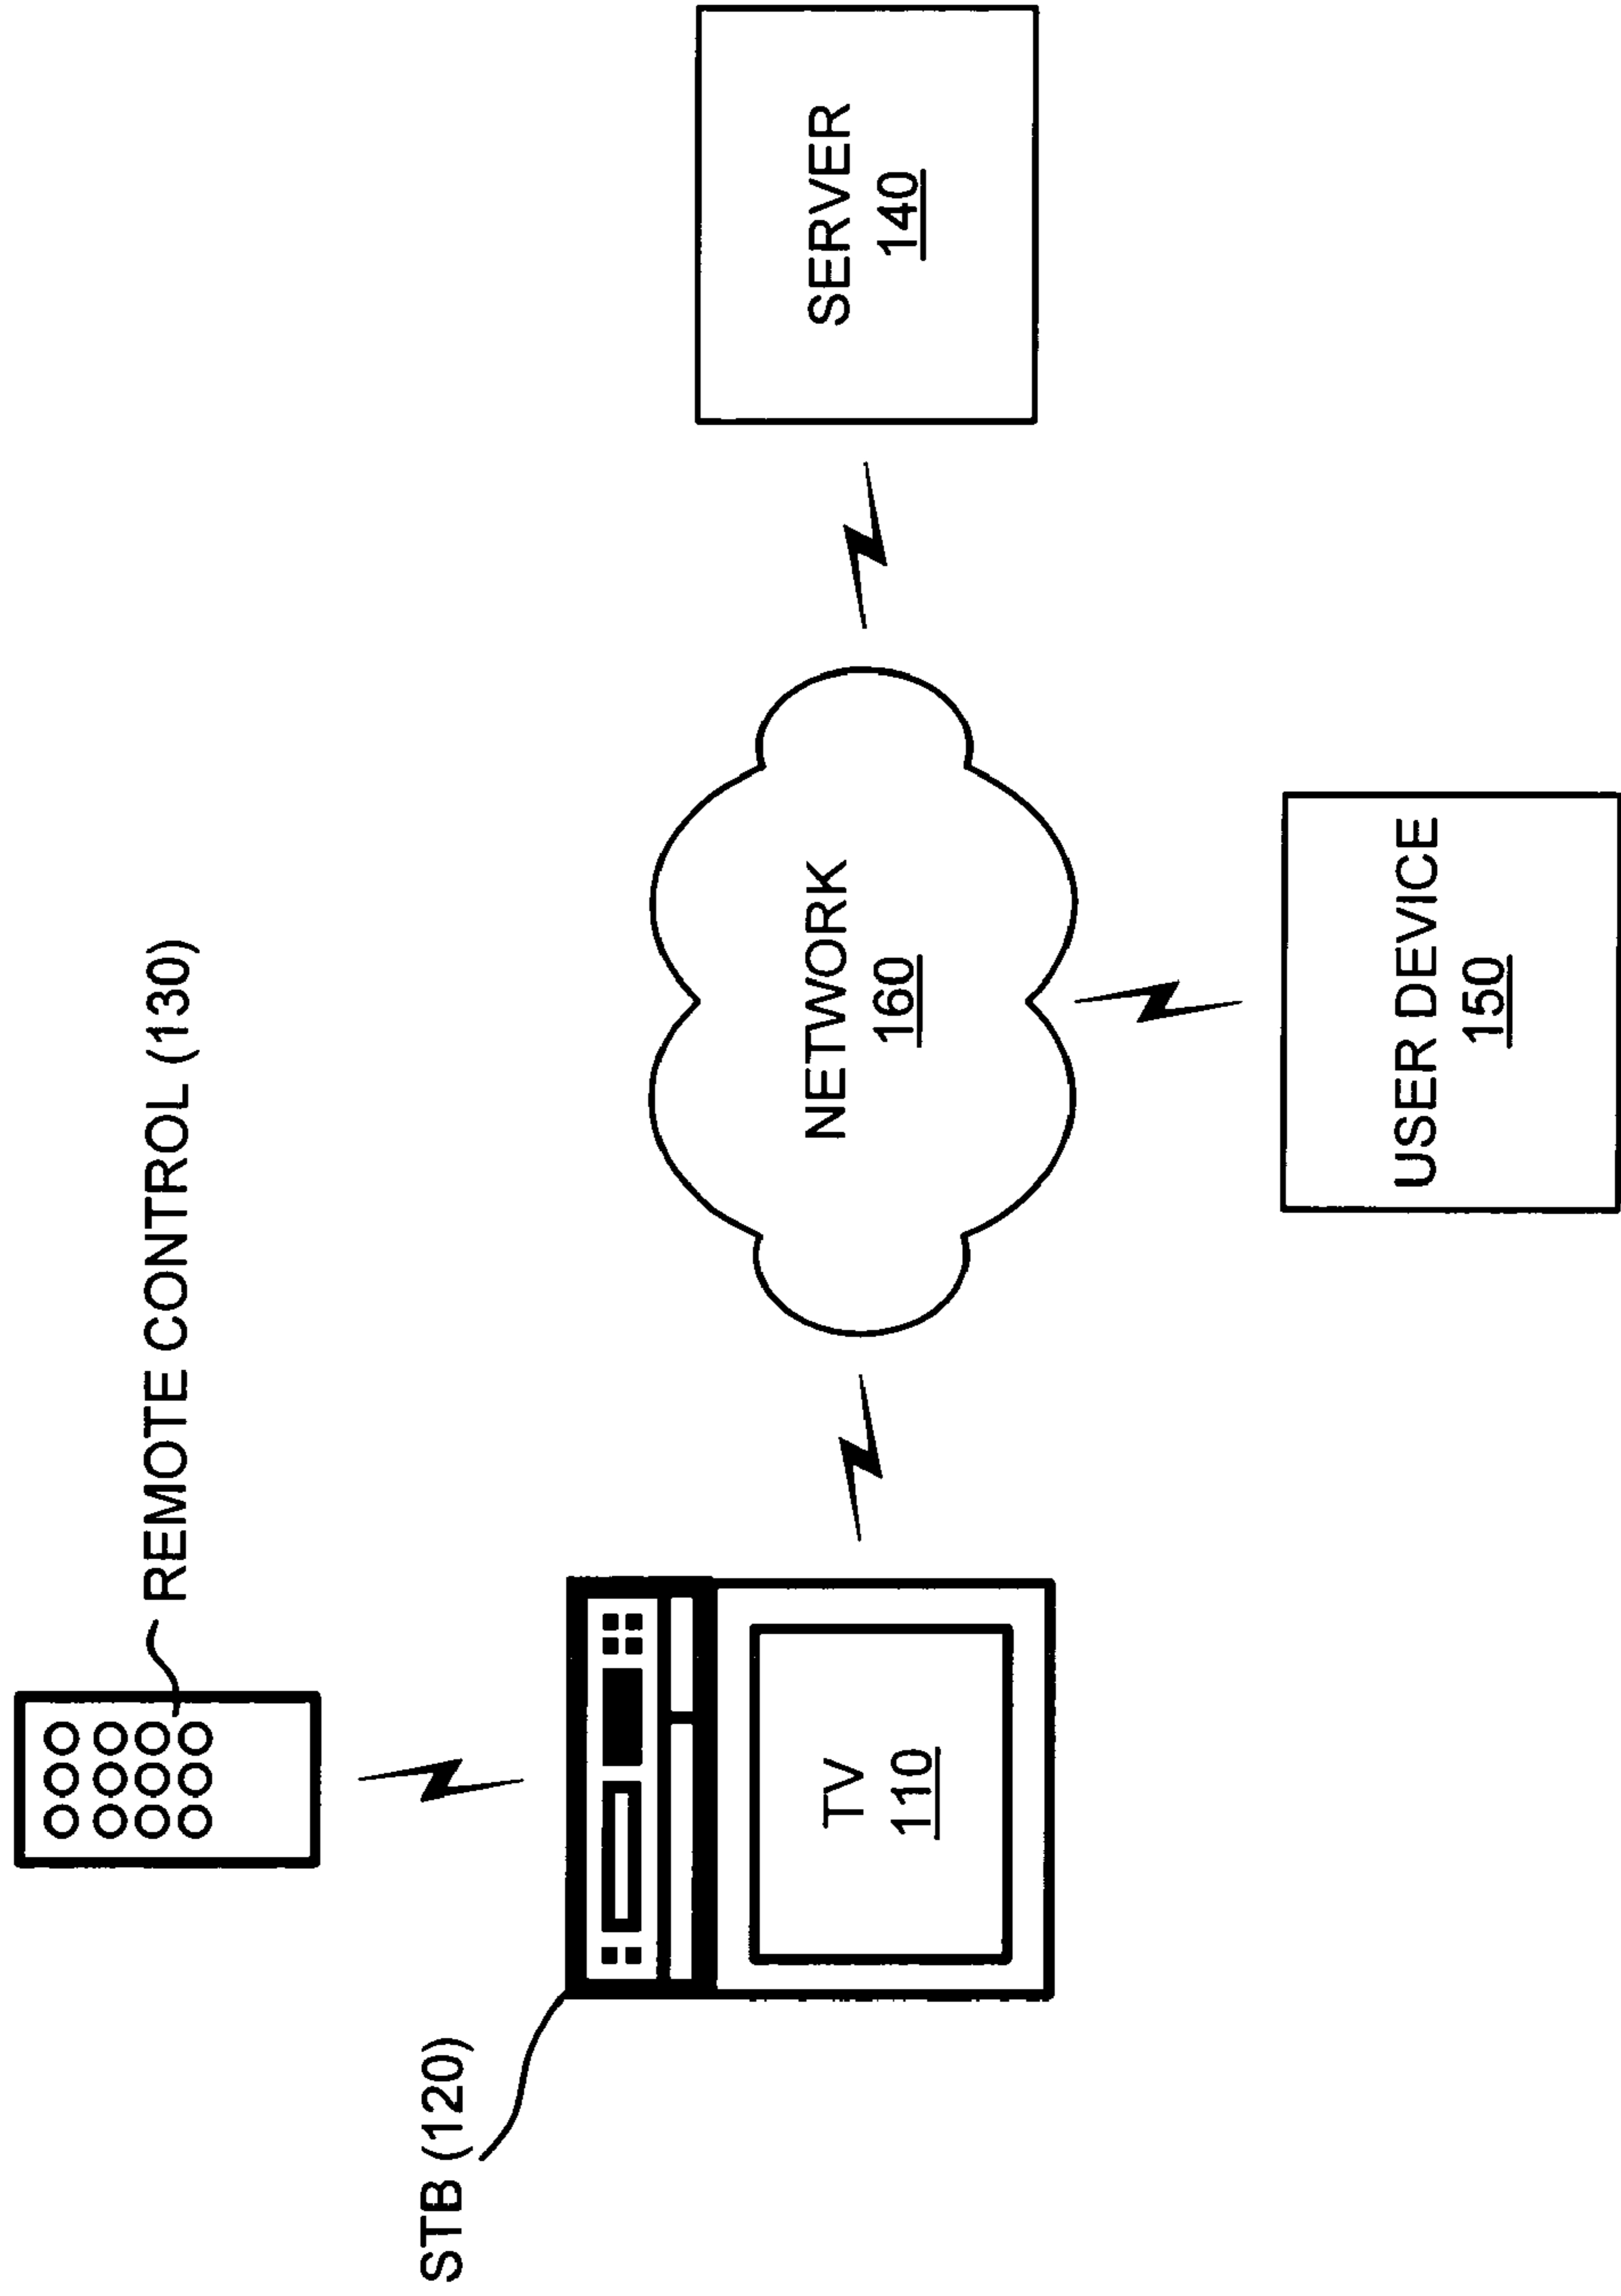 REMOTE CONTROL (130)
STB (120)
TV
110
NETWORK
160
SERVER
140
USER DEVICE
150